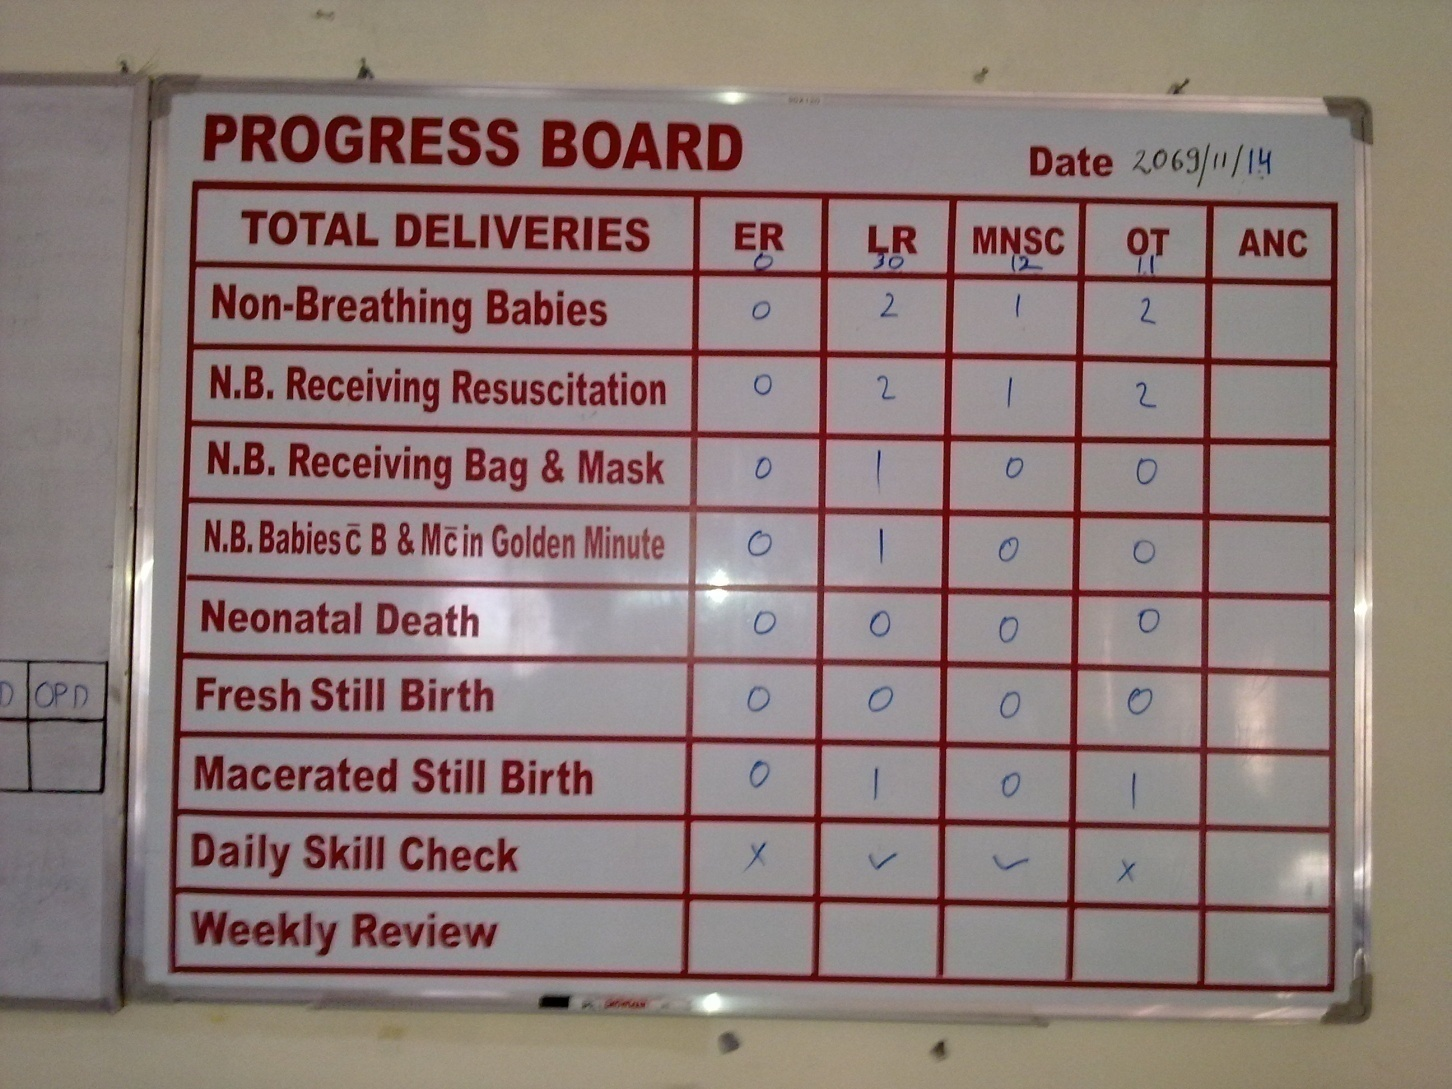 PROGRESS BOARD
Date 2069/11/14
TOTAL DELIVERIES ER LR MNSC OT ANC
0 30 12 11
Non-Breathing Babies 0 2 1 2
N.B. Receiving Resuscitation 0 2 1 2
N.B. Receiving Bag & Mask 0 1 0 0
N.B. Babies c̄ B & M c̄ in Golden Minute 0 1 0 0
Neonatal Death 0 0 0 0
Fresh Still Birth 0 0 0 0
Macerated Still Birth 0 1 0 1
Daily Skill Check x ✓ ✓ x
Weekly Review
D OPD